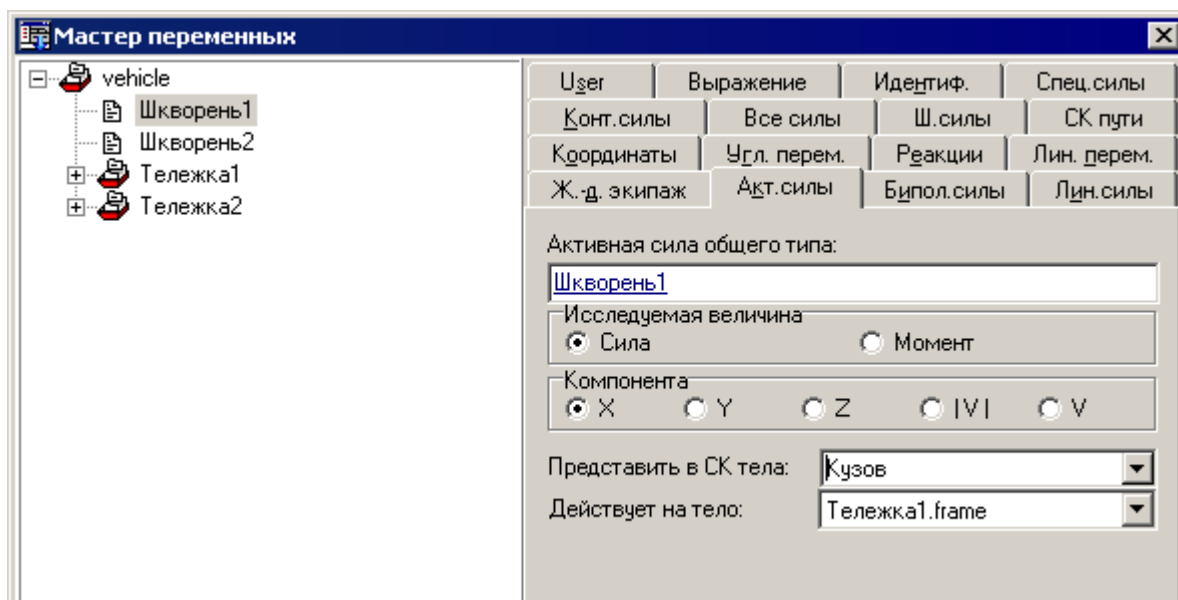 Мастер переменных
vehicle
Шкворень1
Шкворень2
Тележка1
Тележка2
User Выражение Идентиф. Спец.силы
Конт.силы Все силы Ш.силы СК пути
Координаты Угл. перем. Реакции Лин. перем.
Ж.-д. экипаж Акт.силы Бипол.силы Лин.силы
Активная сила общего типа:
Шкворень1
Исследуемая величина
Сила Момент
Компонента
X Y Z |V| V
Представить в СК тела: Кузов
Действует на тело: Тележка1.frame